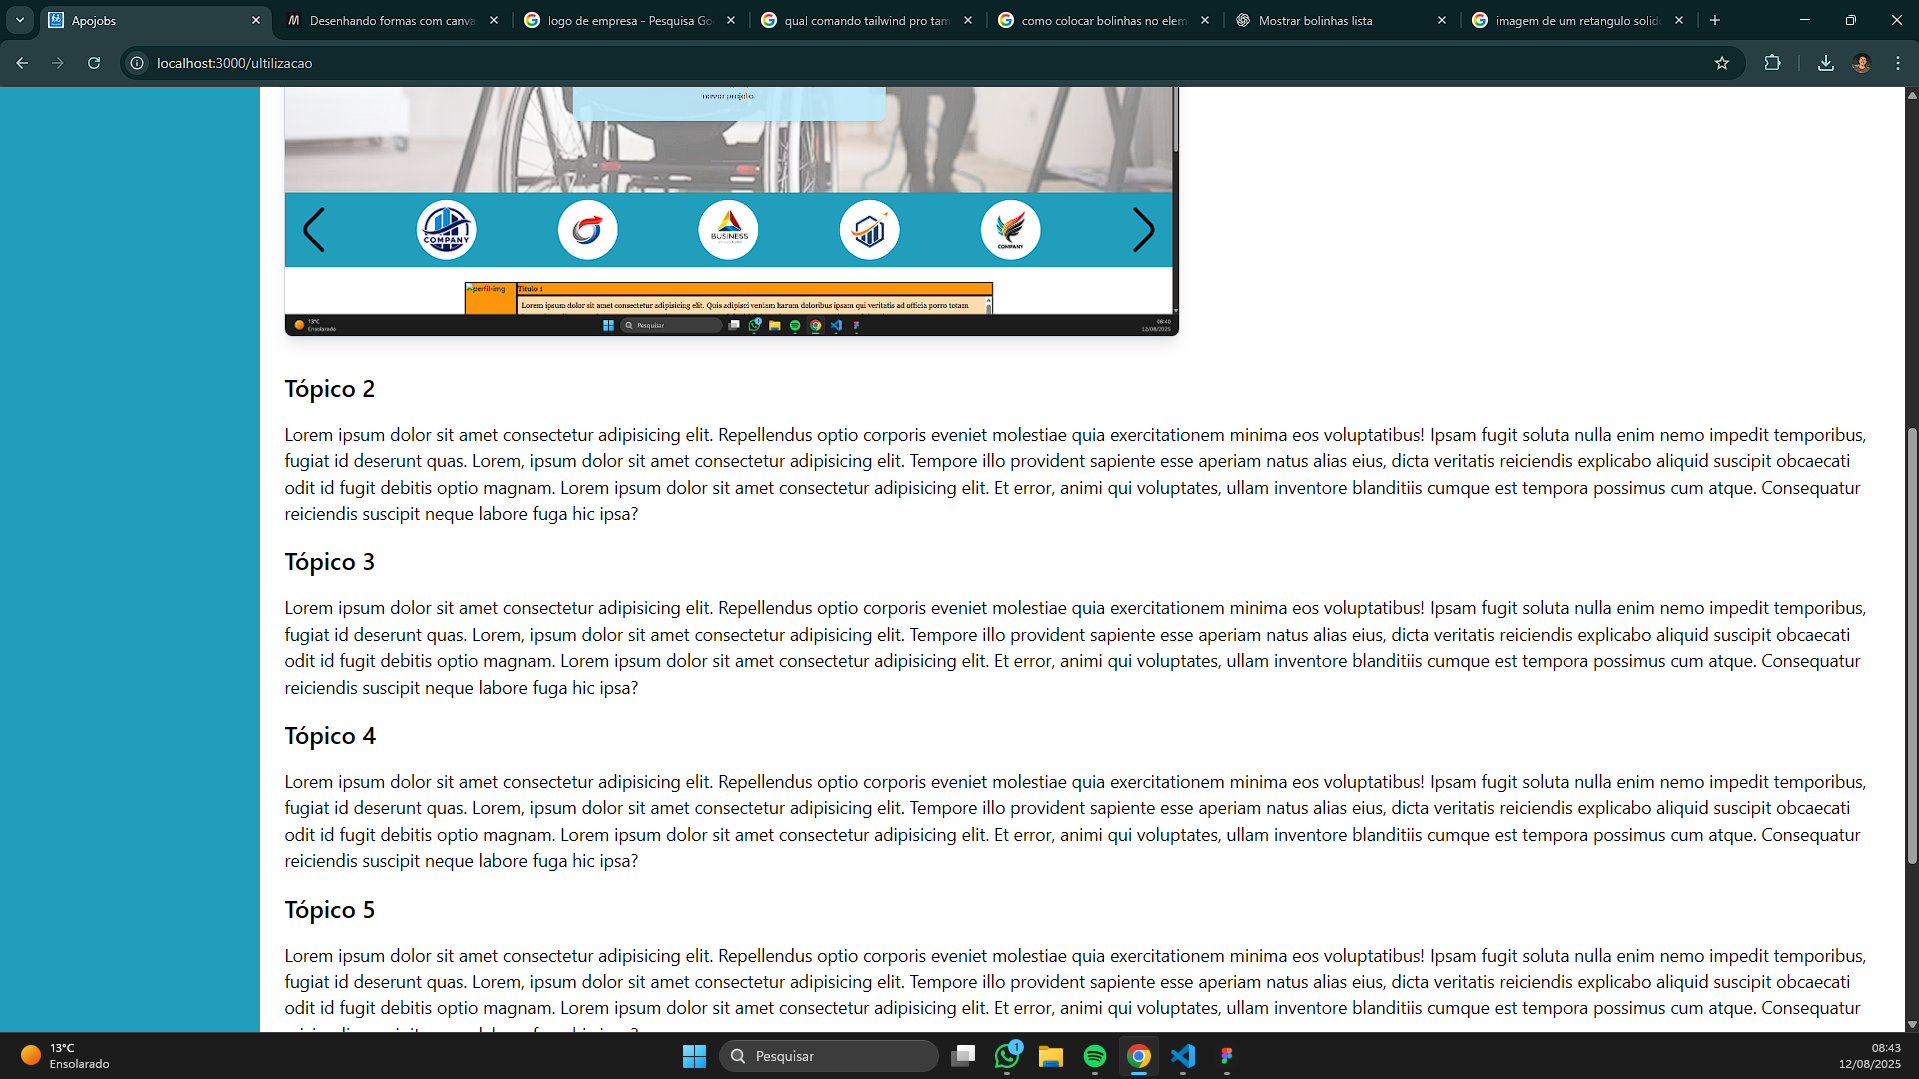 Apojobs
Desenhando formas com canva
logo de empresa - Pesquisa Go
qual comando tailwind pro tam
como colocar bolinhas no elem
Mostrar bolinhas lista
imagem de um retangulo solid
localhost:3000/ultilizacao
novo projeto.
COMPANY
BUSINESS
COMPANY
perfil-img
Titulo 1
Lorem ipsum dolor sit amet consectetur adipisicing elit. Quis adipisci veniam harum doloribus ipsam qui veritatis ad officia porro totam
13°C
Ensolarado
Pesquisar
1
08:40
12/08/2025
Tópico 2
Lorem ipsum dolor sit amet consectetur adipisicing elit. Repellendus optio corporis eveniet molestiae quia exercitationem minima eos voluptatibus! Ipsam fugit soluta nulla enim nemo impedit temporibus,
fugiat id deserunt quas. Lorem, ipsum dolor sit amet consectetur adipisicing elit. Tempore illo provident sapiente esse aperiam natus alias eius, dicta veritatis reiciendis explicabo aliquid suscipit obcaecati
odit id fugit debitis optio magnam. Lorem ipsum dolor sit amet consectetur adipisicing elit. Et error, animi qui voluptates, ullam inventore blanditiis cumque est tempora possimus cum atque. Consequatur
reiciendis suscipit neque labore fuga hic ipsa?
Tópico 3
Lorem ipsum dolor sit amet consectetur adipisicing elit. Repellendus optio corporis eveniet molestiae quia exercitationem minima eos voluptatibus! Ipsam fugit soluta nulla enim nemo impedit temporibus,
fugiat id deserunt quas. Lorem, ipsum dolor sit amet consectetur adipisicing elit. Tempore illo provident sapiente esse aperiam natus alias eius, dicta veritatis reiciendis explicabo aliquid suscipit obcaecati
odit id fugit debitis optio magnam. Lorem ipsum dolor sit amet consectetur adipisicing elit. Et error, animi qui voluptates, ullam inventore blanditiis cumque est tempora possimus cum atque. Consequatur
reiciendis suscipit neque labore fuga hic ipsa?
Tópico 4
Lorem ipsum dolor sit amet consectetur adipisicing elit. Repellendus optio corporis eveniet molestiae quia exercitationem minima eos voluptatibus! Ipsam fugit soluta nulla enim nemo impedit temporibus,
fugiat id deserunt quas. Lorem, ipsum dolor sit amet consectetur adipisicing elit. Tempore illo provident sapiente esse aperiam natus alias eius, dicta veritatis reiciendis explicabo aliquid suscipit obcaecati
odit id fugit debitis optio magnam. Lorem ipsum dolor sit amet consectetur adipisicing elit. Et error, animi qui voluptates, ullam inventore blanditiis cumque est tempora possimus cum atque. Consequatur
reiciendis suscipit neque labore fuga hic ipsa?
Tópico 5
Lorem ipsum dolor sit amet consectetur adipisicing elit. Repellendus optio corporis eveniet molestiae quia exercitationem minima eos voluptatibus! Ipsam fugit soluta nulla enim nemo impedit temporibus,
fugiat id deserunt quas. Lorem, ipsum dolor sit amet consectetur adipisicing elit. Tempore illo provident sapiente esse aperiam natus alias eius, dicta veritatis reiciendis explicabo aliquid suscipit obcaecati
odit id fugit debitis optio magnam. Lorem ipsum dolor sit amet consectetur adipisicing elit. Et error, animi qui voluptates, ullam inventore blanditiis cumque est tempora possimus cum atque. Consequatur
13°C
Ensolarado
Pesquisar
1
08:43
12/08/2025